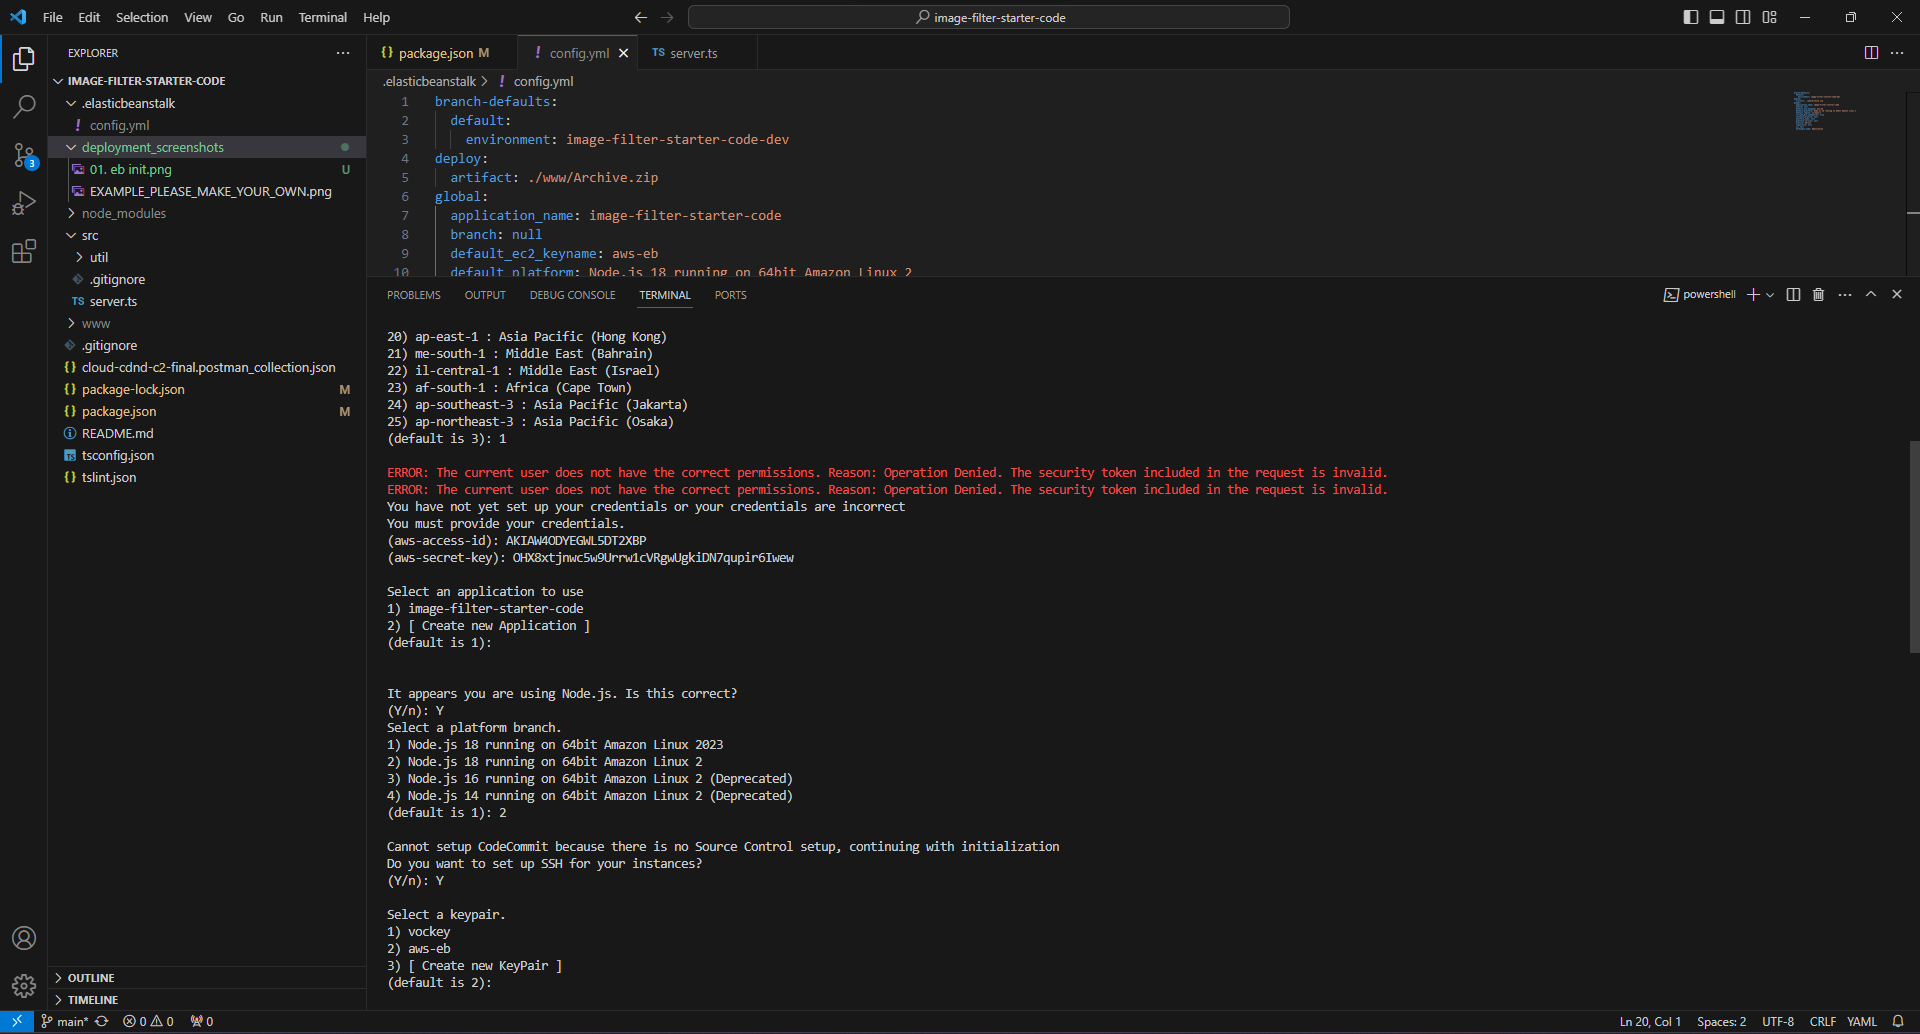 File Edit Selection View Go Run Terminal Help
image-filter-starter-code
EXPLORER
IMAGE-FILTER-STARTER-CODE
.elasticbeanstalk
config.yml
deployment_screenshots
01. eb init.png U
EXAMPLE_PLEASE_MAKE_YOUR_OWN.png
node_modules
src
util
.gitignore
TS server.ts
www
.gitignore
cloud-cdnd-c2-final.postman_collection.json
package-lock.json M
package.json M
README.md
tsconfig.json
tslint.json
OUTLINE
TIMELINE
3
package.json M
config.yml
TS server.ts
.elasticbeanstalk > config.yml
1 branch-defaults:
2 default:
3 environment: image-filter-starter-code-dev
4 deploy:
5 artifact: ./www/Archive.zip
6 global:
7 application_name: image-filter-starter-code
8 branch: null
9 default_ec2_keyname: aws-eb
10 default_platform: Node.js 18 running on 64bit Amazon Linux 2
PROBLEMS OUTPUT DEBUG CONSOLE TERMINAL PORTS
powershell
20) ap-east-1 : Asia Pacific (Hong Kong)
21) me-south-1 : Middle East (Bahrain)
22) il-central-1 : Middle East (Israel)
23) af-south-1 : Africa (Cape Town)
24) ap-southeast-3 : Asia Pacific (Jakarta)
25) ap-northeast-3 : Asia Pacific (Osaka)
(default is 3): 1
ERROR: The current user does not have the correct permissions. Reason: Operation Denied. The security token included in the request is invalid.
ERROR: The current user does not have the correct permissions. Reason: Operation Denied. The security token included in the request is invalid.
You have not yet set up your credentials or your credentials are incorrect
You must provide your credentials.
(aws-access-id):
(aws-secret-key):
Select an application to use
1) image-filter-starter-code
2) [ Create new Application ]
(default is 1):
It appears you are using Node.js. Is this correct?
(Y/n): Y
Select a platform branch.
1) Node.js 18 running on 64bit Amazon Linux 2023
2) Node.js 18 running on 64bit Amazon Linux 2
3) Node.js 16 running on 64bit Amazon Linux 2 (Deprecated)
4) Node.js 14 running on 64bit Amazon Linux 2 (Deprecated)
(default is 1): 2
Cannot setup CodeCommit because there is no Source Control setup, continuing with initialization
Do you want to set up SSH for your instances?
(Y/n): Y
Select a keypair.
1) vockey
2) aws-eb
3) [ Create new KeyPair ]
(default is 2):
main* 0 0 0
Ln 20, Col 1 Spaces: 2 UTF-8 CRLF YAML